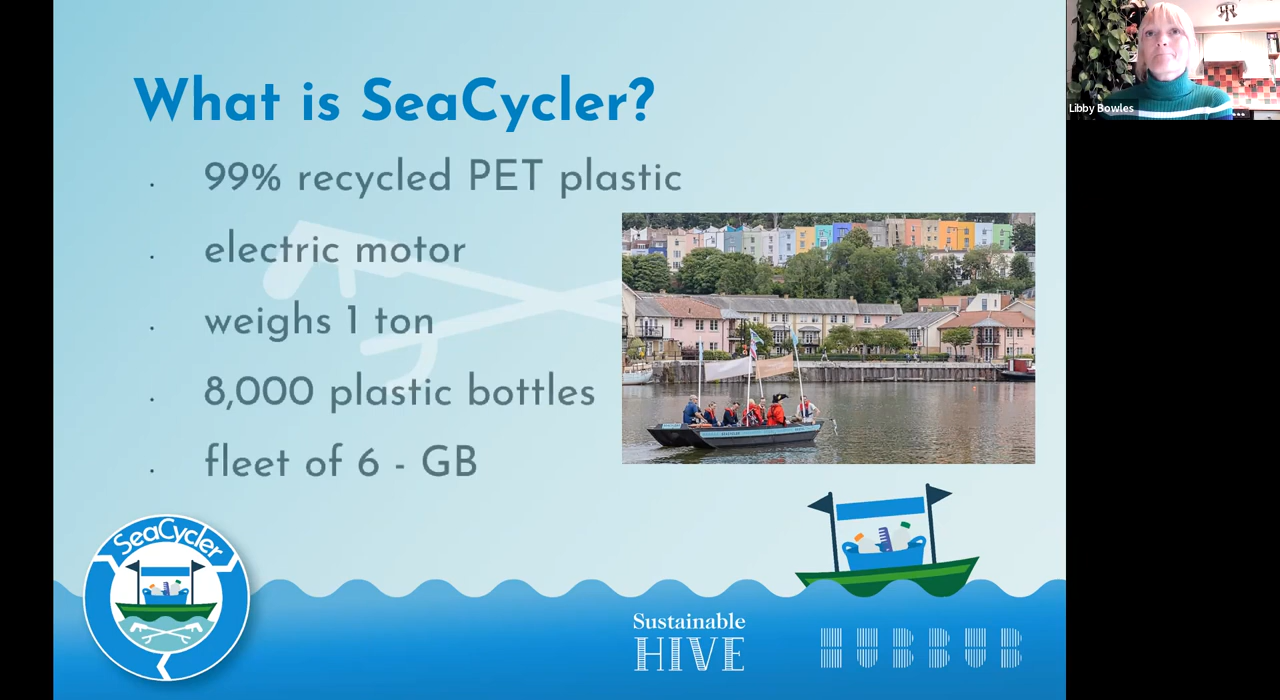 What is SeaCycler?
. 99% recycled PET plastic
. electric motor
. weighs 1 ton
. 8,000 plastic bottles
. fleet of 6 - GB
SeaCycler
Sustainable
HIVE
HUBBUB
Libby Bowles